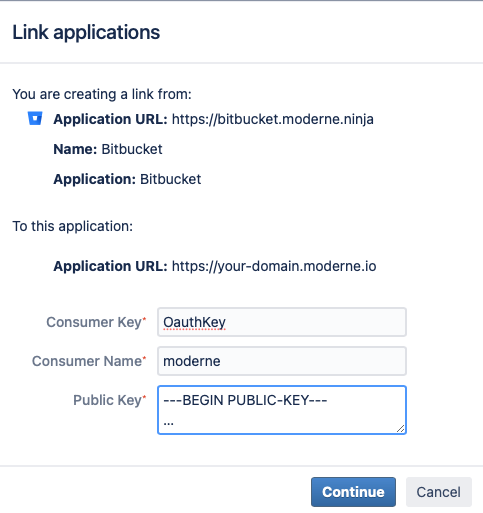 Link applications
You are creating a link from:
Application URL: https://bitbucket.moderne.ninja
Name: Bitbucket
Application: Bitbucket
To this application:
Application URL: https://your-domain.moderne.io
Consumer Key* OauthKey
Consumer Name* moderne
Public Key* ---BEGIN PUBLIC-KEY---
...
Continue Cancel